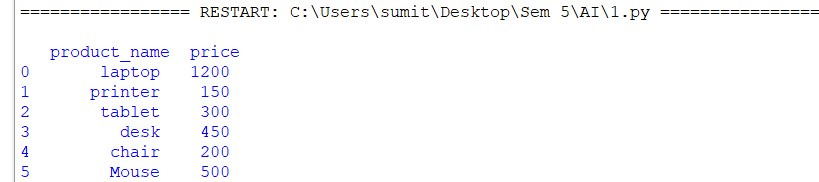 ================= RESTART: C:\Users\sumit\Desktop\Sem 5\AI\1.py ================
product_name price
0 laptop 1200
1 printer 150
2 tablet 300
3 desk 450
4 chair 200
5 Mouse 500